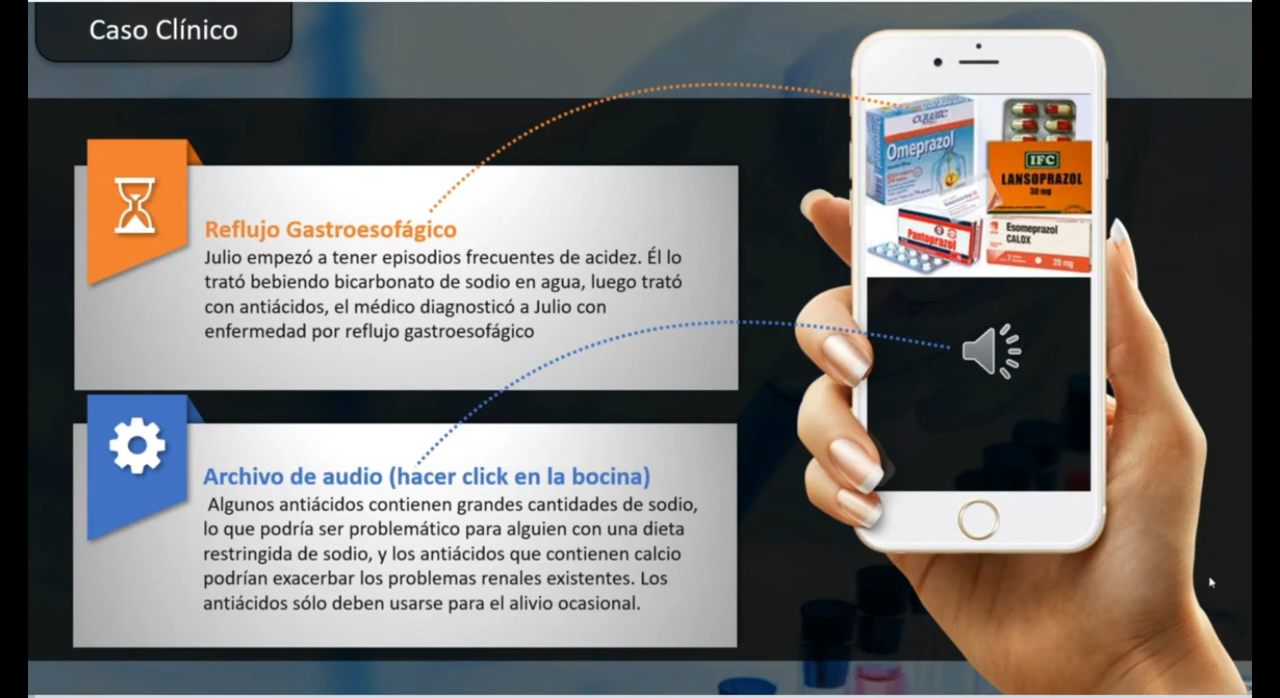 Caso Clínico
Reflujo Gastroesofágico
Julio empezó a tener episodios frecuentes de acidez. Él lo
trató bebiendo bicarbonato de sodio en agua, luego trató
con antiácidos, el médico diagnosticó a Julio con
enfermedad por reflujo gastroesofágico
Archivo de audio (hacer click en la bocina)
Algunos antiácidos contienen grandes cantidades de sodio,
lo que podría ser problemático para alguien con una dieta
restringida de sodio, y los antiácidos que contienen calcio
podrían exacerbar los problemas renales existentes. Los
antiácidos sólo deben usarse para el alivio ocasional.
equate
Omeprazol
IFC
LANSOPRAZOL
30 mg
Pantoprazol
Esomeprazol
CALOX
20 mg